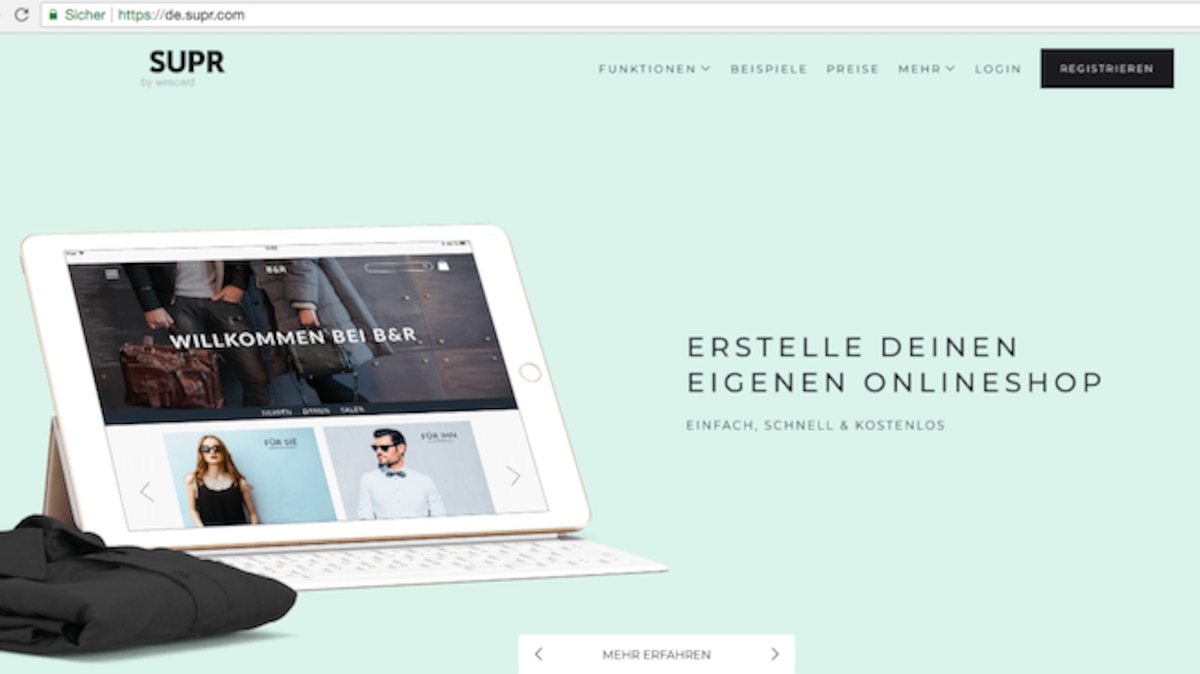 Sicher | https://de.supr.com
SUPR
by wirecard
FUNKTIONEN BEISPIELE PREISE MEHR LOGIN REGISTRIEREN
B&R
WILLKOMMEN BEI B&R
HERREN DAMEN SALE%
FÜR SIE
FÜR IHN
ERSTELLE DEINEN
EIGENEN ONLINESHOP
EINFACH, SCHNELL & KOSTENLOS
MEHR ERFAHREN